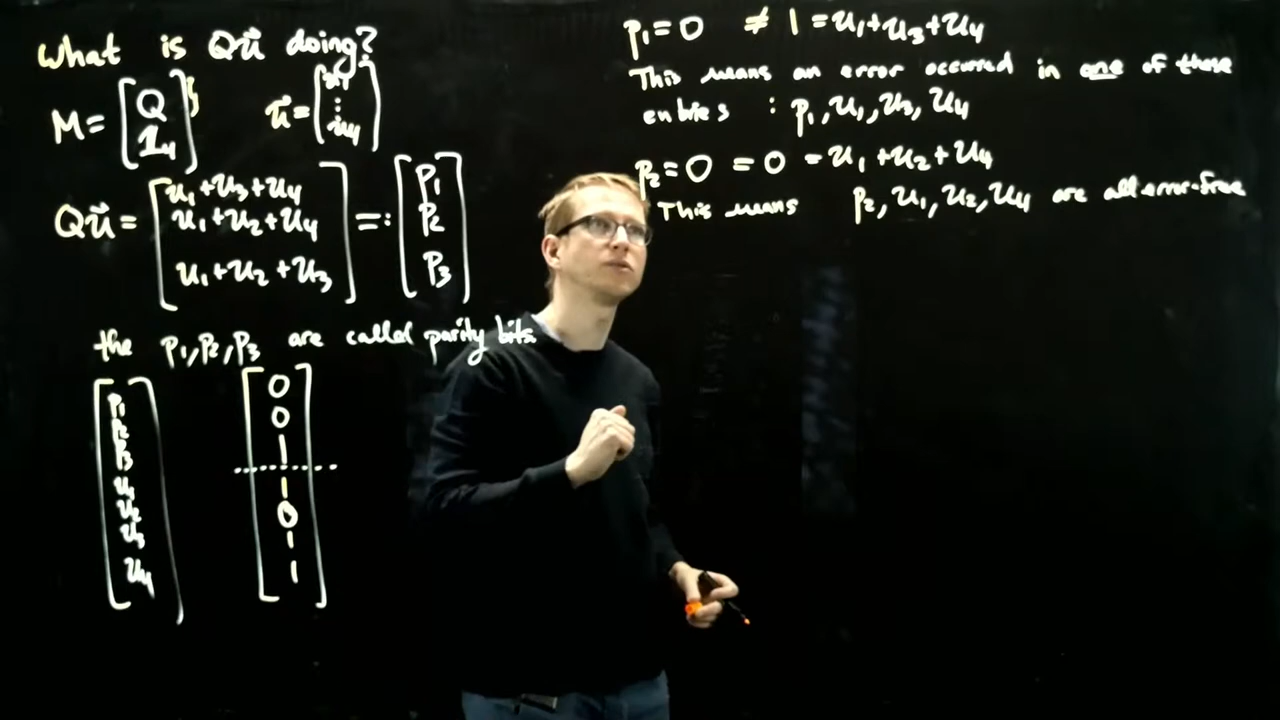 What is Qu⃗ doing?
M = [Q
1₄]
u⃗ = [u₁
⋮
u₄]
Qu⃗ = [u₁+u₃+u₄
u₁+u₂+u₄
u₁+u₂+u₃] =: [p₁
p₂
p₃]
the p₁,p₂,p₃ are called parity bits
[p₁
p₂
p₃
u₁
u₂
u₃
u₄]
[0
0
1
1
0
1
1]
p₁=0 ≠ 1 = u₁+u₃+u₄
This means an error occurred in one of these
entries : p₁,u₁,u₃,u₄
p₂=0 = 0 = u₁+u₂+u₄
This means p₂,u₁,u₂,u₄ are all error-free